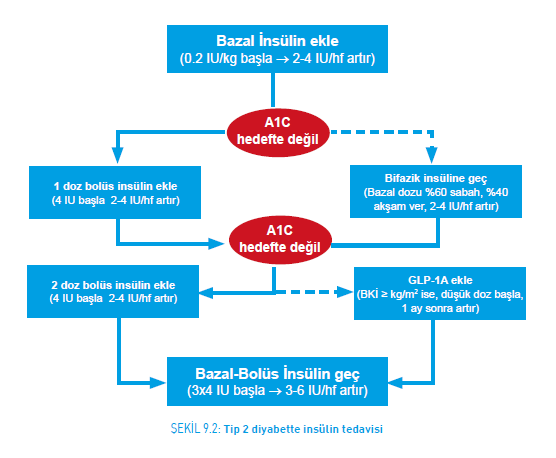 Bazal İnsülin ekle
(0.2 IU/kg başla → 2-4 IU/hf artır)
A1C
hedefte değil
1 doz bolüs insülin ekle
(4 IU başla 2-4 IU/hf artır)
Bifazik insüline geç
(Bazal dozu %60 sabah, %40
akşam ver, 2-4 IU/hf artır)
A1C
hedefte değil
2 doz bolüs insülin ekle
(4 IU başla 2-4 IU/hf artır)
GLP-1A ekle
(BKİ ≥ kg/m² ise, düşük doz başla,
1 ay sonra artır)
Bazal-Bolüs İnsülin geç
(3x4 IU başla → 3-6 IU/hf artır)
ŞEKİL 9.2: Tip 2 diyabette insülin tedavisi